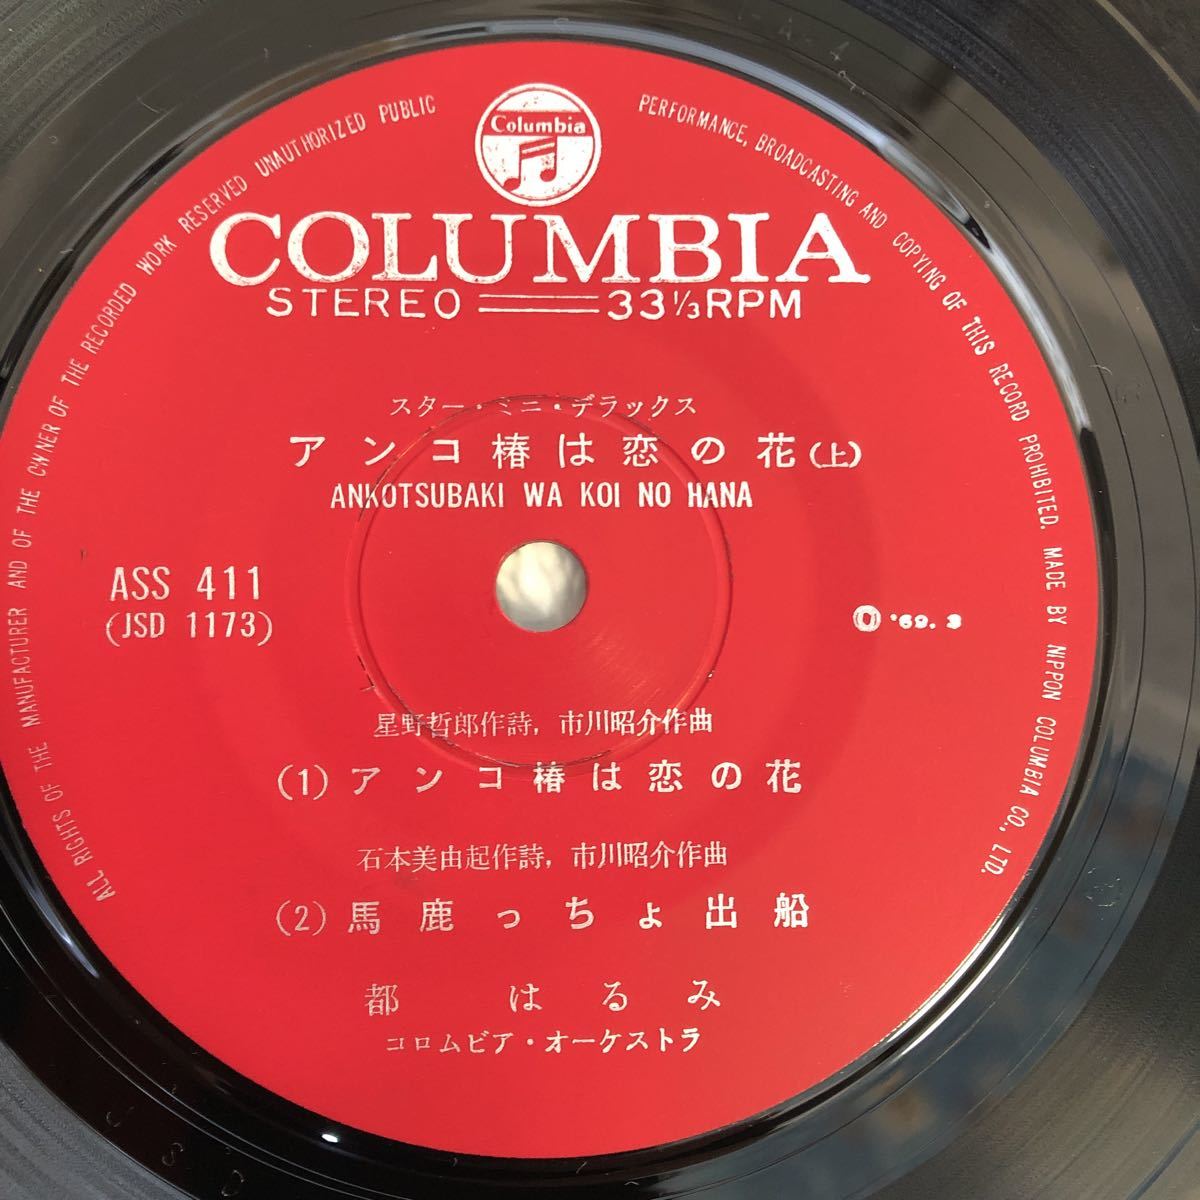 ALL RIGHTS OF THE MANUFACTURER AND OF THE OWNER OF THE RECORDED WORK RESERVED UNAUTHORIZED PUBLIC PERFORMANCE, BROADCASTING AND COPYING OF THIS RECORD PROHIBITED. MADE BY NIPPON COLUMBIA CO., LTD.
Columbia
COLUMBIA
STEREO 33 1/3 RPM
スター・ミニ・デラックス
アンコ椿は恋の花(上)
ANKOTSUBAKI WA KOI NO HANA
ASS 411
(JSD 1173)
'69. 3
星野哲郎作詩, 市川昭介作曲
(1) アンコ椿は恋の花
石本美由起作詩, 市川昭介作曲
(2) 馬鹿っちょ出船
都 はるみ
コロムビア・オーケストラ